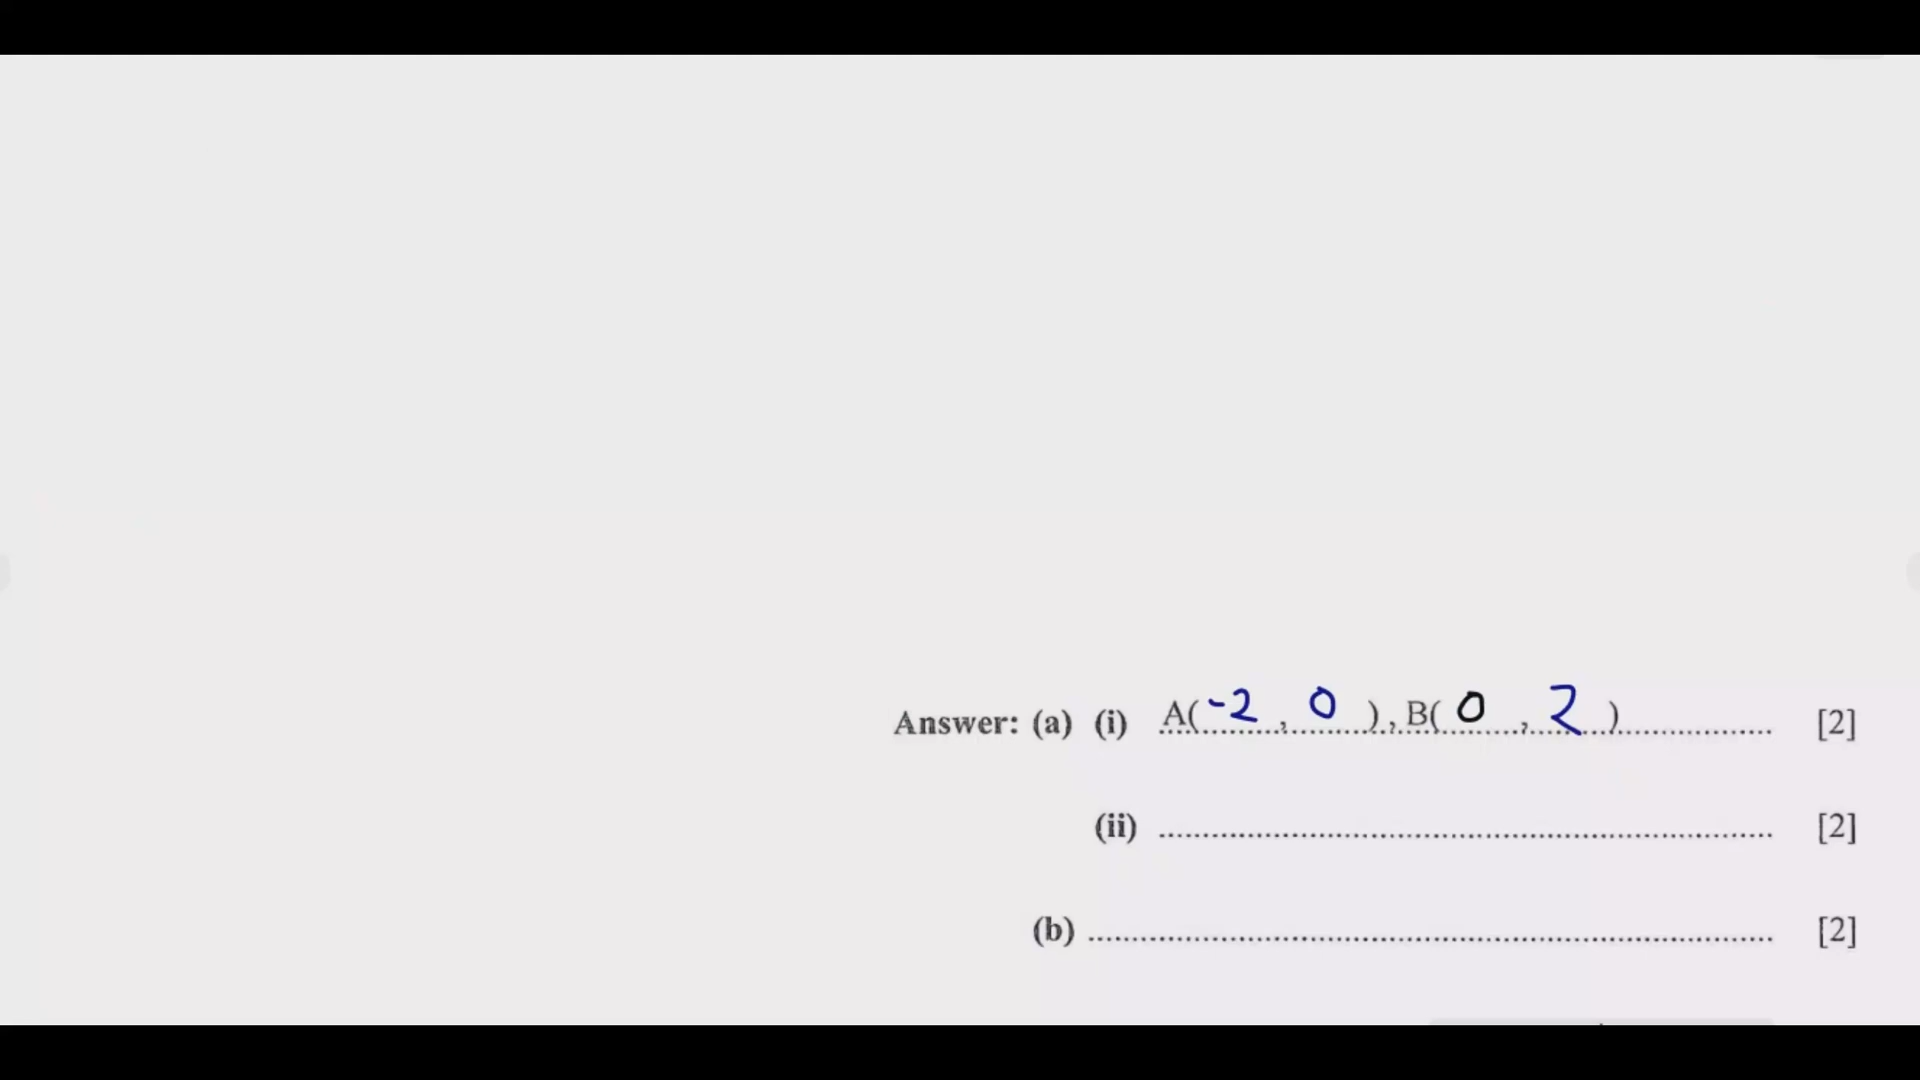 Answer: (a) (i) A( -2 , 0 ) , B( 0 , 2 ) [2]
(ii) [2]
(b) [2]